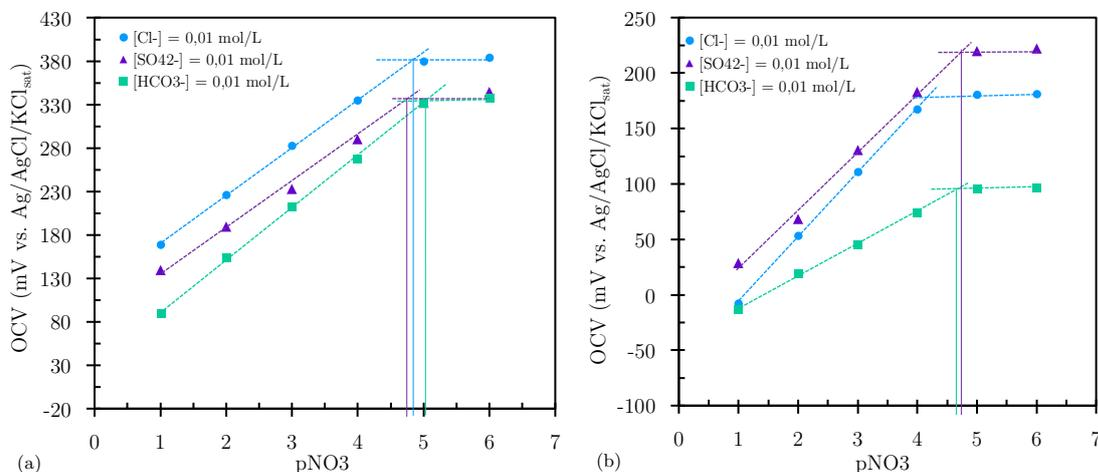 430
380
330
280
230
180
130
80
30
-20
OCV (mV vs. Ag/AgCl/KCl_sat)
[Cl-] = 0,01 mol/L
[SO42-] = 0,01 mol/L
[HCO3-] = 0,01 mol/L
0 1 2 3 4 5 6 7
pNO3
(a)
250
200
150
100
50
0
-50
-100
OCV (mV vs. Ag/AgCl/KCl_sat)
[Cl-] = 0,01 mol/L
[SO42-] = 0,01 mol/L
[HCO3-] = 0,01 mol/L
0 1 2 3 4 5 6 7
pNO3
(b)